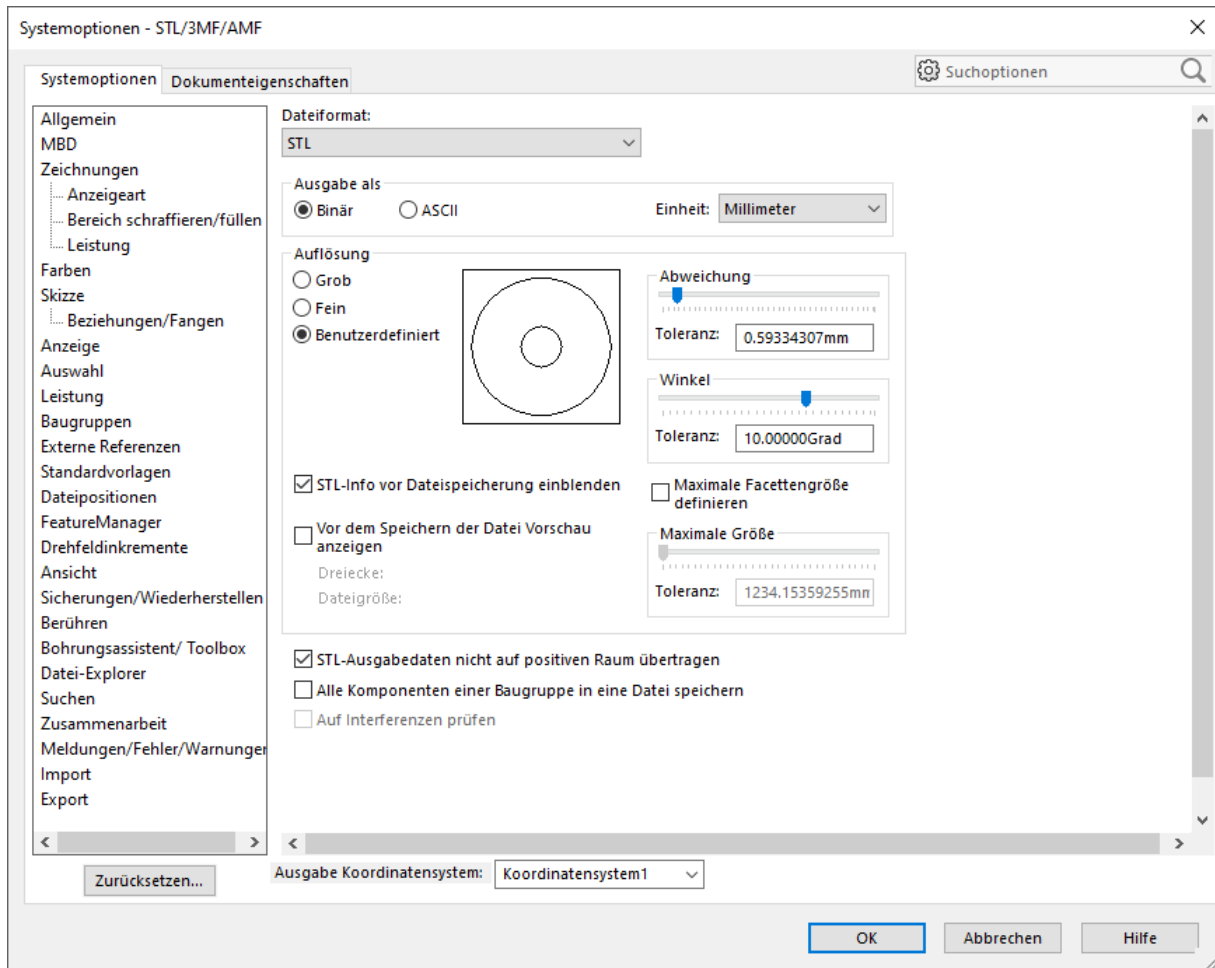 Systemoptionen - STL/3MF/AMF
Systemoptionen
Dokumenteigenschaften
Suchoptionen
Allgemein
MBD
Zeichnungen
Anzeigeart
Bereich schraffieren/füllen
Leistung
Farben
Skizze
Beziehungen/Fangen
Anzeige
Auswahl
Leistung
Baugruppen
Externe Referenzen
Standardvorlagen
Dateipositionen
FeatureManager
Drehfeldinkremente
Ansicht
Sicherungen/Wiederherstellen
Berühren
Bohrungsassistent/ Toolbox
Datei-Explorer
Suchen
Zusammenarbeit
Meldungen/Fehler/Warnunger
Import
Export
Zurücksetzen...
Dateiformat:
STL
Ausgabe als
Binär
ASCII
Einheit:
Millimeter
Auflösung
Grob
Fein
Benutzerdefiniert
Abweichung
Toleranz:
0.59334307mm
Winkel
Toleranz:
10.00000Grad
STL-Info vor Dateispeicherung einblenden
Vor dem Speichern der Datei Vorschau
anzeigen
Dreiecke:
Dateigröße:
Maximale Facettengröße
definieren
Maximale Größe
Toleranz:
1234.15359255mm
STL-Ausgabedaten nicht auf positiven Raum übertragen
Alle Komponenten einer Baugruppe in eine Datei speichern
Auf Interferenzen prüfen
Ausgabe Koordinatensystem:
Koordinatensystem1
OK
Abbrechen
Hilfe